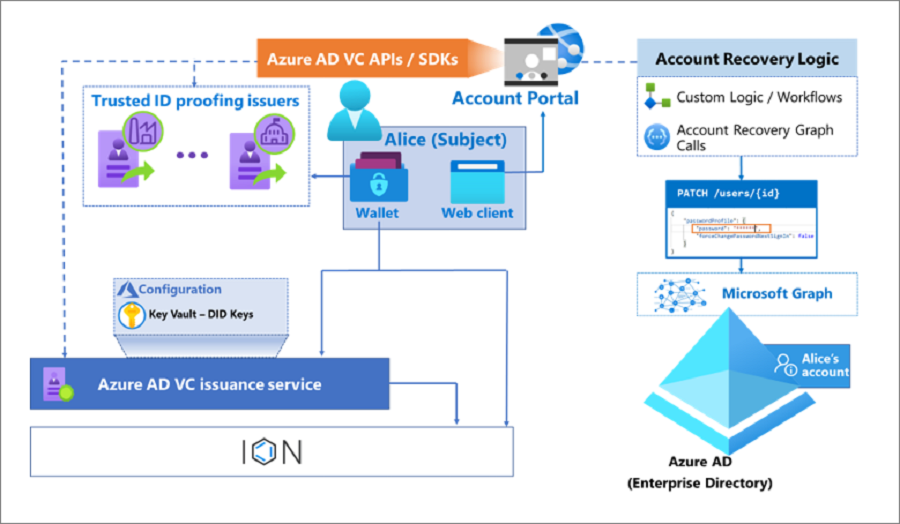 Azure AD VC APIs / SDKs
Account Portal
Account Recovery Logic
Custom Logic / Workflows
Account Recovery Graph
Calls
Trusted ID proofing issuers
Alice (Subject)
Wallet
Web client
PATCH /users/{id}
{
"passwordProfile": {
"password": "******",
"forceChangePasswordNextSignIn": False
}
}
Microsoft Graph
Configuration
Key Vault – DID Keys
Azure AD VC issuance service
ION
Alice's
account
Azure AD
(Enterprise Directory)